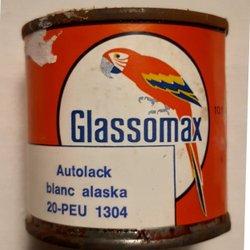 Glassomax
Autolack
blanc alaska
20-PEU 1304